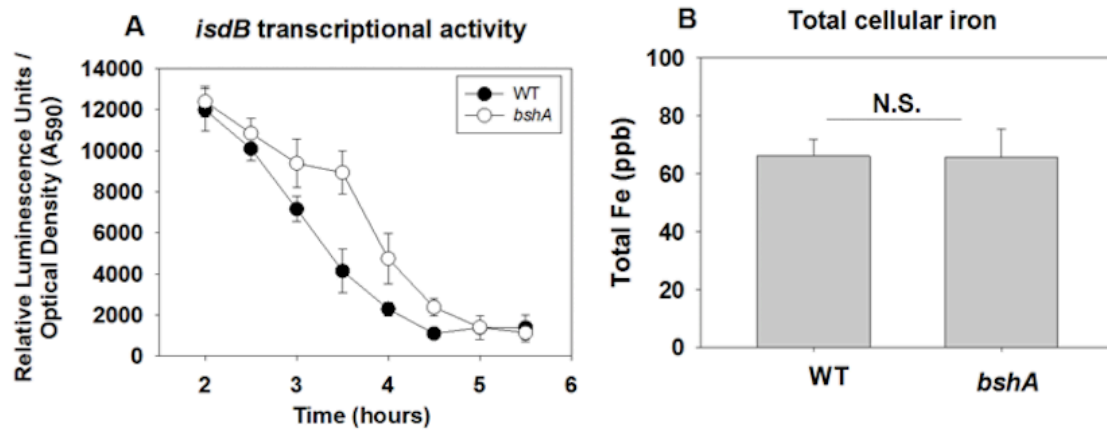 A isdB transcriptional activity
Relative Luminescence Units /
Optical Density (A590)
14000
12000
10000
8000
6000
4000
2000
0
WT
bshA
2 3 4 5 6
Time (hours)
B Total cellular iron
Total Fe (ppb)
100
80
60
40
20
0
N.S.
WT bshA